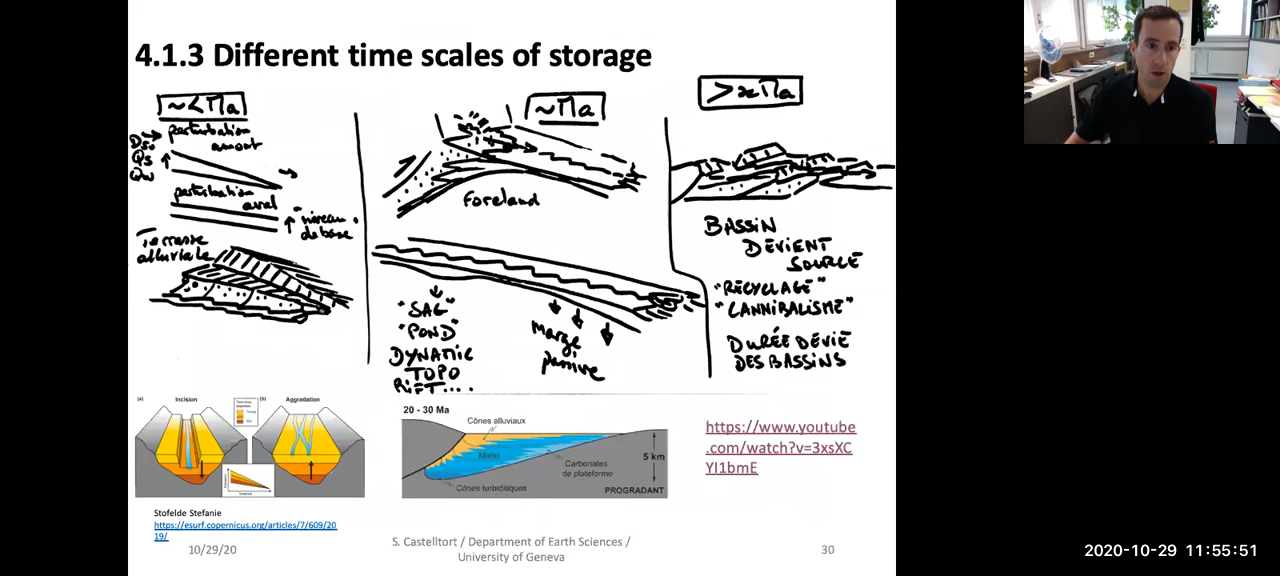 4.1.3 Different time scales of storage
~<Ma
perturbation
amont
Qs
Qw
perturbation
aval
niveau
de base
Terrasse
alluviale
~Ma
Foreland
"SAG"
"POND"
DYNAMIC
TOPO
RIFT....
Marge
passive
>xMa
BASSIN
DEVIENT
SOURCE
"RECYCLAGE"
"CANNIBALISME"
DURÉE DE VIE
DES BASSINS
(a)
Incision
(b)
Aggradation
20 - 30 Ma
Cônes alluviaux
Carbonates
de plateforme
Cônes turbiditiques
5 km
PROGRADANT
https://www.youtube
.com/watch?v=3xsXC
YI1bmE
Stofelde Stefanie
https://esurf.copernicus.org/articles/7/609/20
19/
10/29/20
S. Castelltort / Department of Earth Sciences /
University of Geneva
30
2020-10-29 11:55:51